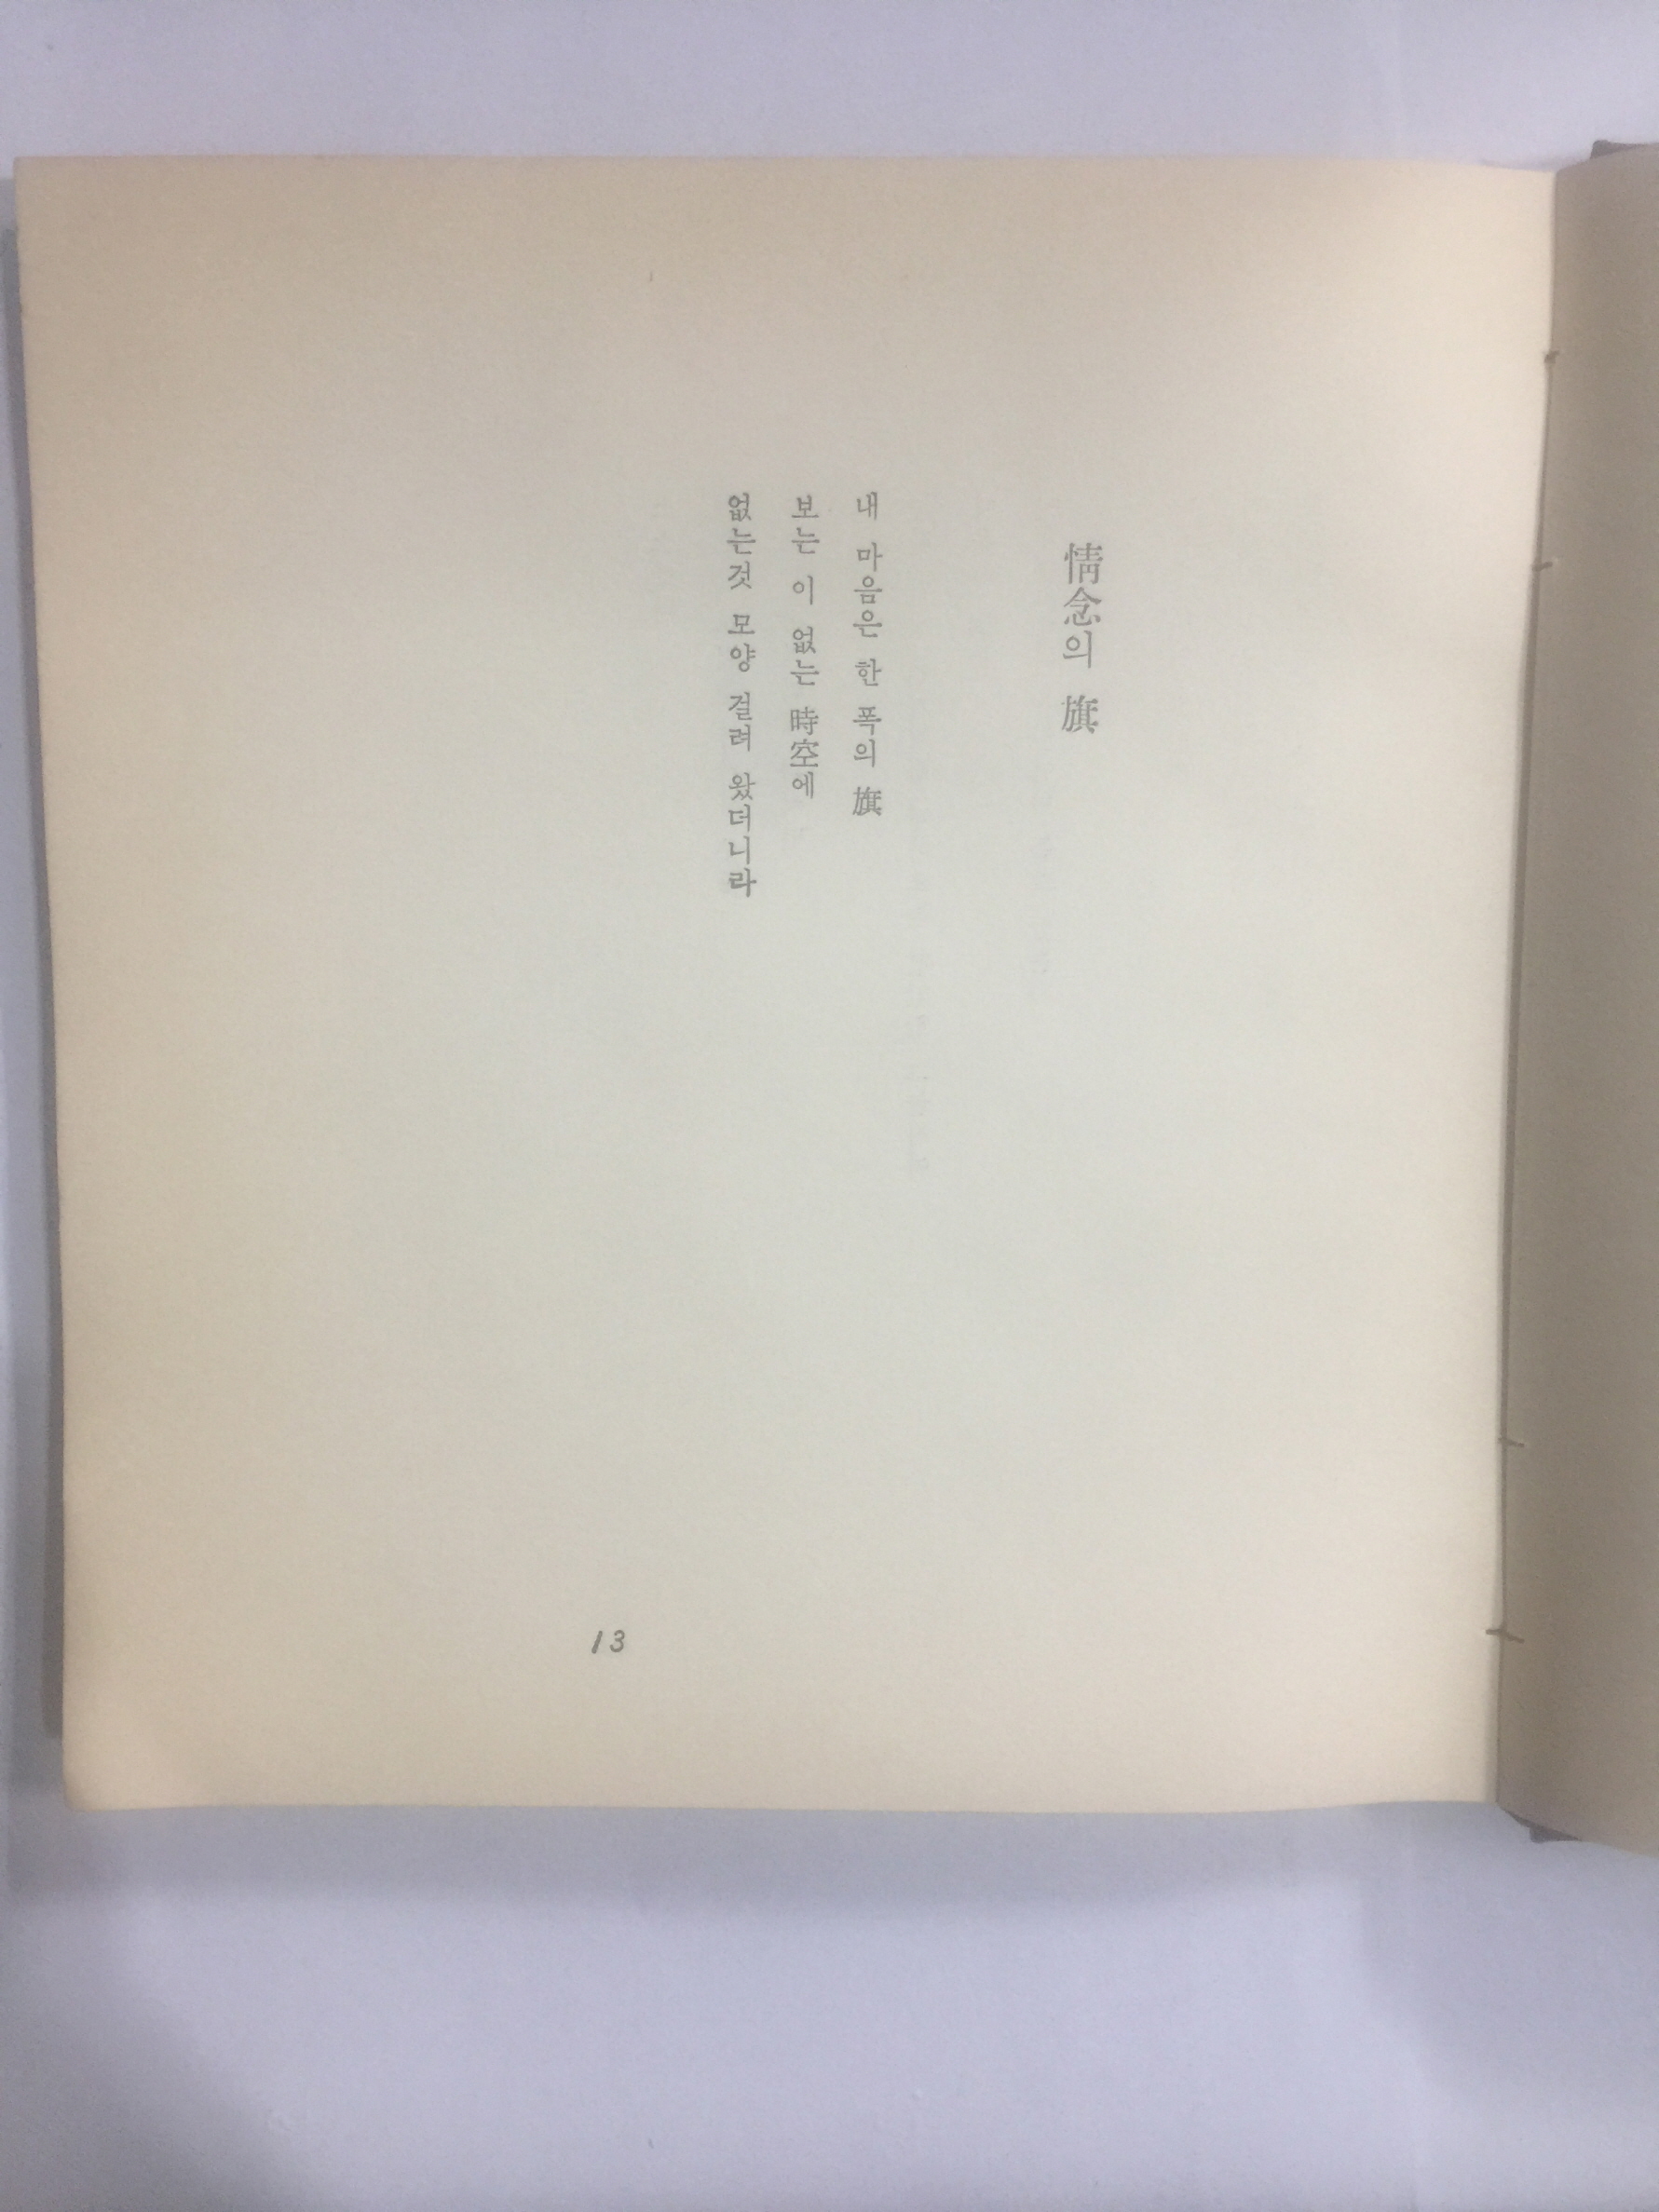 情念의 旗
내 마음은 한 폭의 旗
보는 이 없는 時空에
없는것 모양 걸려 왔더니라
13